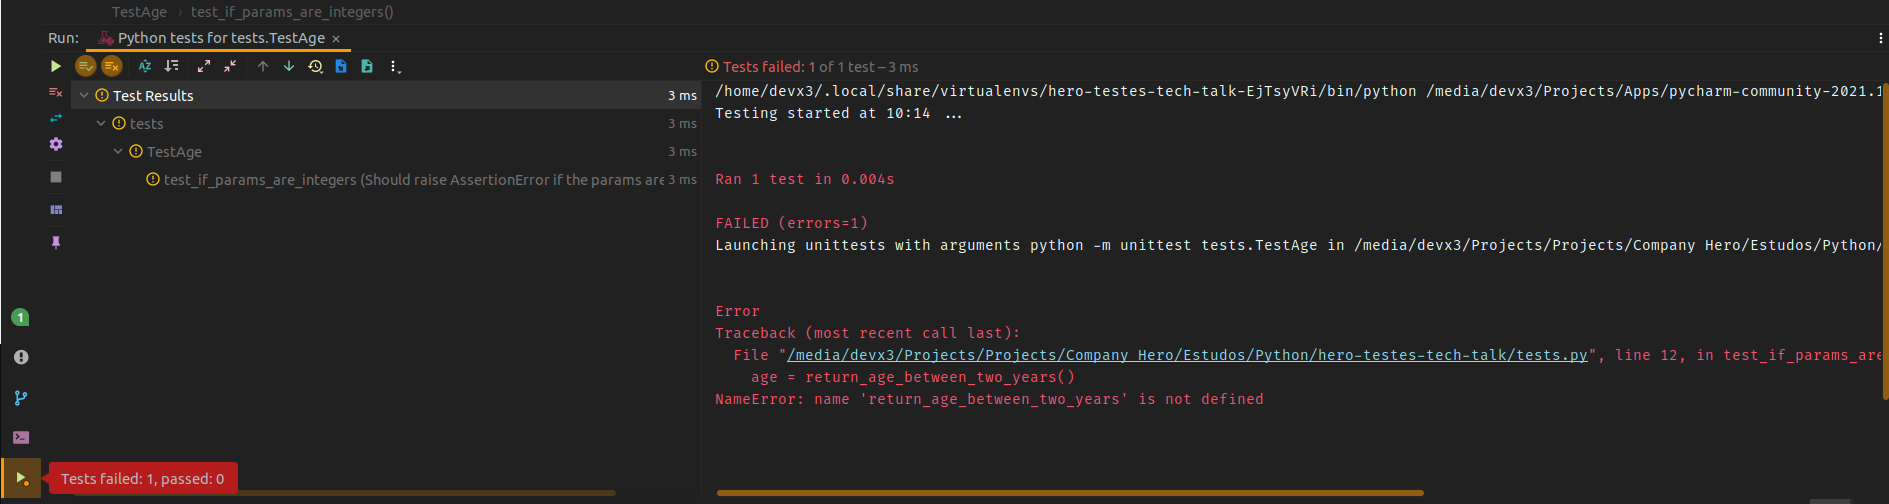 TestAge › test_if_params_are_integers()
Run: Python tests for tests.TestAge ×
Tests failed: 1 of 1 test – 3 ms
Test Results 3 ms
tests 3 ms
TestAge 3 ms
test_if_params_are_integers (Should raise AssertionError if the params are 3 ms
/home/devx3/.local/share/virtualenvs/hero-testes-tech-talk-EjTsyVRi/bin/python /media/devx3/Projects/Apps/pycharm-community-2021.1
Testing started at 10:14 ...
Ran 1 test in 0.004s
FAILED (errors=1)
Launching unittests with arguments python -m unittest tests.TestAge in /media/devx3/Projects/Projects/Company Hero/Estudos/Python/
Error
Traceback (most recent call last):
File "/media/devx3/Projects/Projects/Company Hero/Estudos/Python/hero-testes-tech-talk/tests.py", line 12, in test_if_params_are
age = return_age_between_two_years()
NameError: name 'return_age_between_two_years' is not defined
1
Tests failed: 1, passed: 0